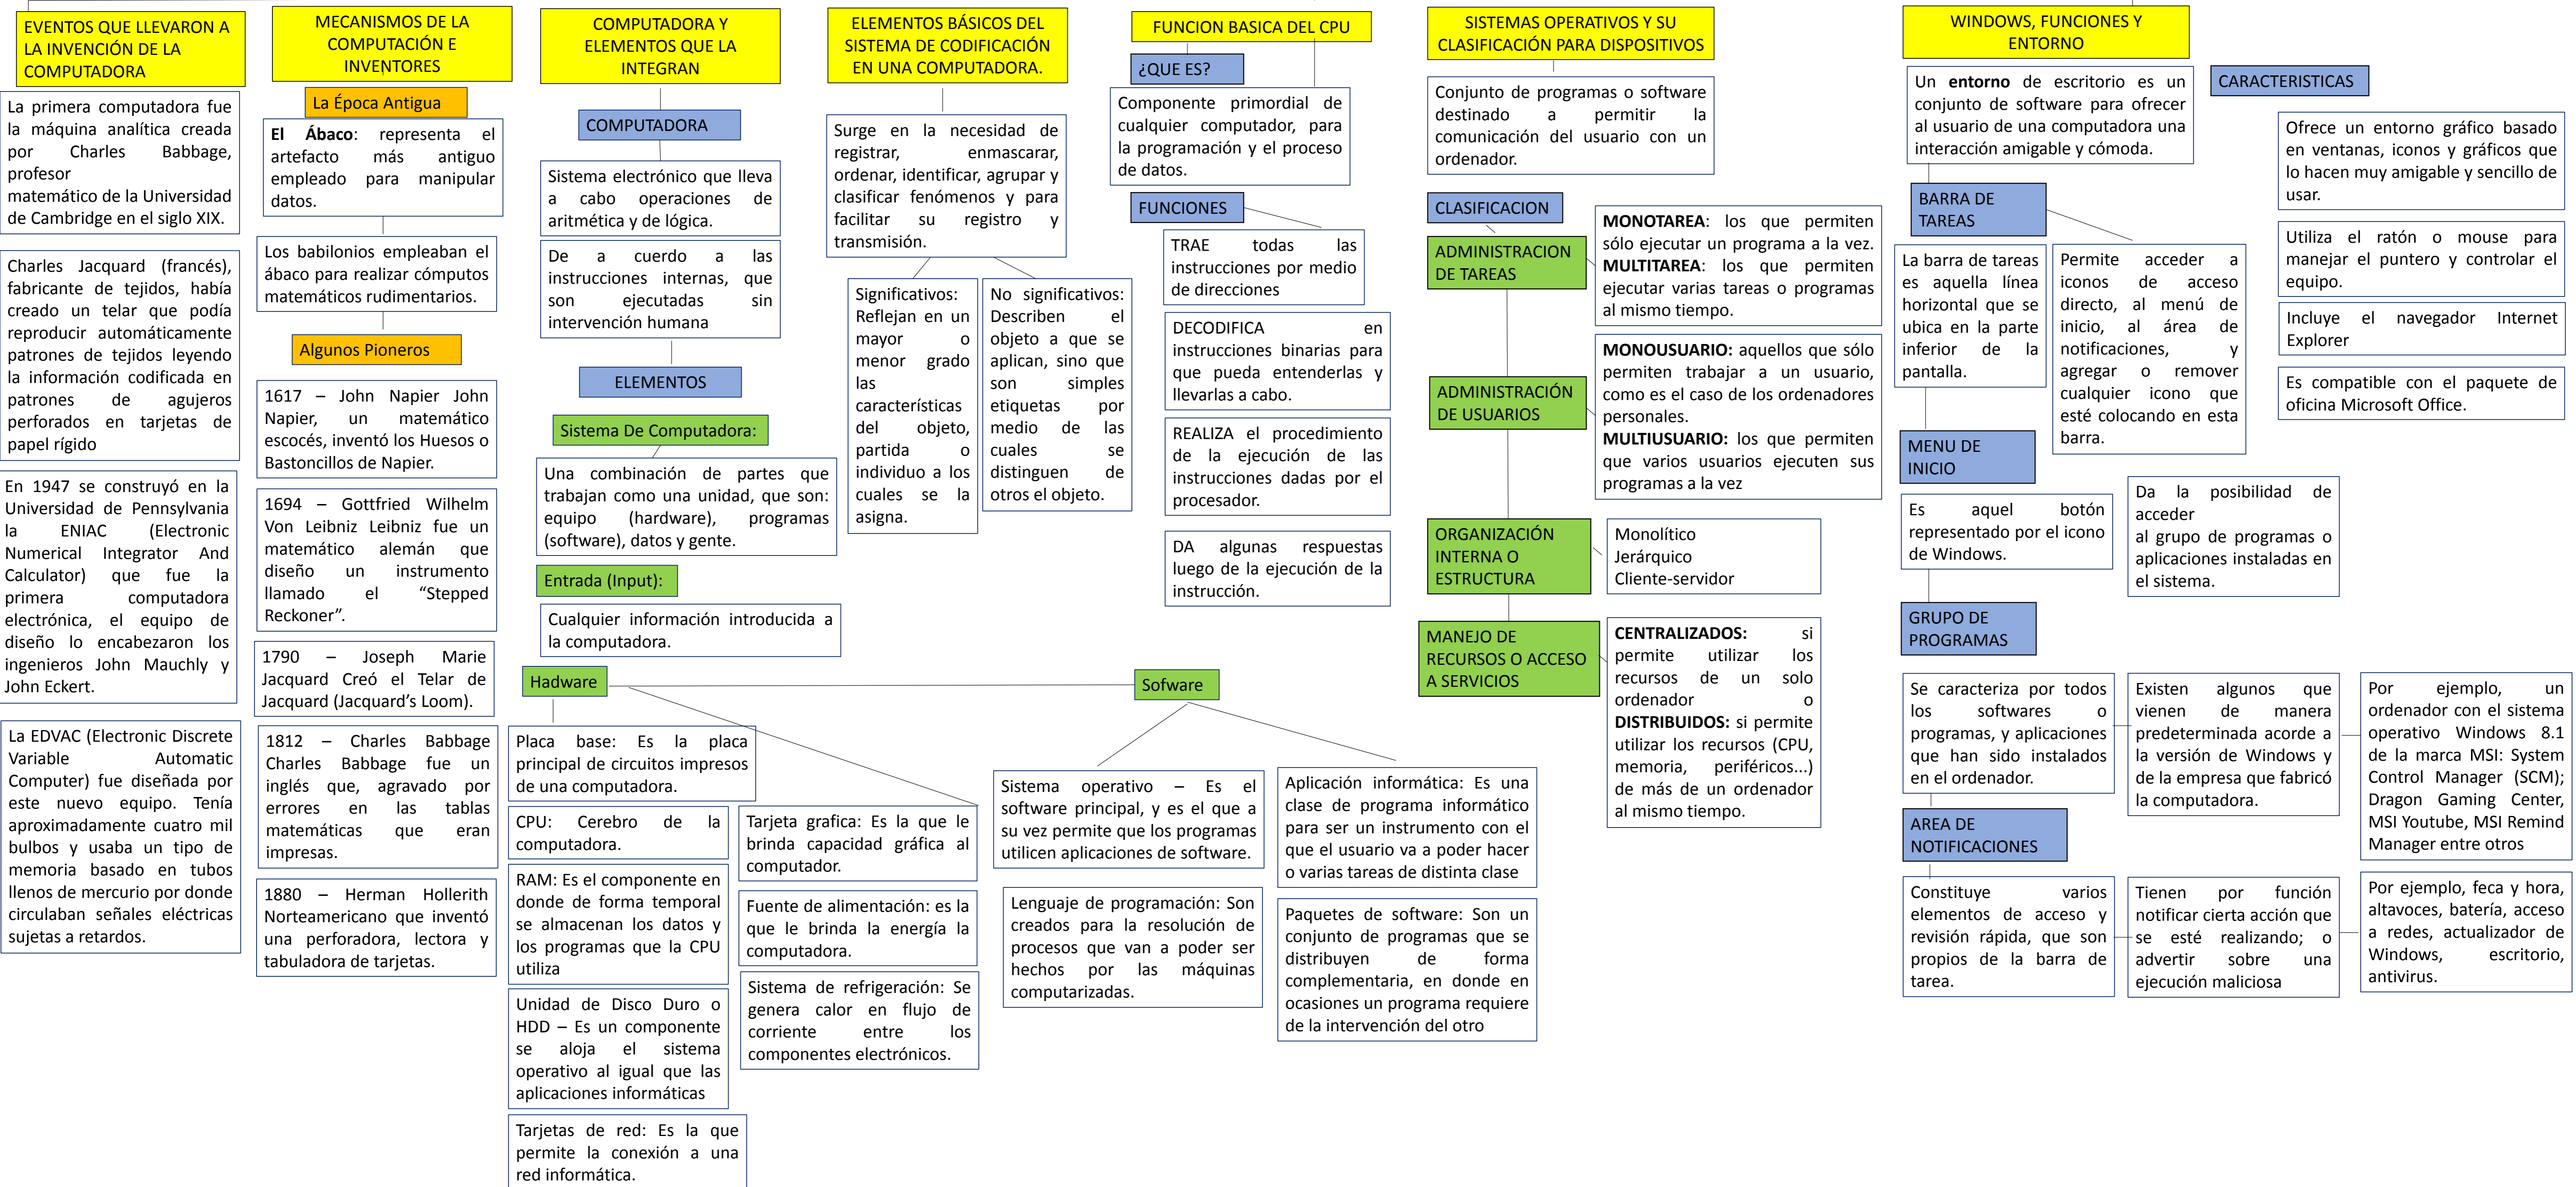 EVENTOS QUE LLEVARON A
LA INVENCIÓN DE LA
COMPUTADORA
La primera computadora fue
la máquina analítica creada
por Charles Babbage,
profesor
matemático de la Universidad
de Cambridge en el siglo XIX.
Charles Jacquard (francés),
fabricante de tejidos, había
creado un telar que podía
reproducir automáticamente
patrones de tejidos leyendo
la información codificada en
patrones de agujeros
perforados en tarjetas de
papel rígido
En 1947 se construyó en la
Universidad de Pennsylvania
la ENIAC (Electronic
Numerical Integrator And
Calculator) que fue la
primera computadora
electrónica, el equipo de
diseño lo encabezaron los
ingenieros John Mauchly y
John Eckert.
La EDVAC (Electronic Discrete
Variable Automatic
Computer) fue diseñada por
este nuevo equipo. Tenía
aproximadamente cuatro mil
bulbos y usaba un tipo de
memoria basado en tubos
llenos de mercurio por donde
circulaban señales eléctricas
sujetas a retardos.
MECANISMOS DE LA
COMPUTACIÓN E
INVENTORES
La Época Antigua
El Ábaco: representa el
artefacto más antiguo
empleado para manipular
datos.
Los babilonios empleaban el
ábaco para realizar cómputos
matemáticos rudimentarios.
Algunos Pioneros
1617 – John Napier John
Napier, un matemático
escocés, inventó los Huesos o
Bastoncillos de Napier.
1694 – Gottfried Wilhelm
Von Leibniz Leibniz fue un
matemático alemán que
diseño un instrumento
llamado el “Stepped
Reckoner”.
1790 – Joseph Marie
Jacquard Creó el Telar de
Jacquard (Jacquard’s Loom).
1812 – Charles Babbage
Charles Babbage fue un
inglés que, agravado por
errores en las tablas
matemáticas que eran
impresas.
1880 – Herman Hollerith
Norteamericano que inventó
una perforadora, lectora y
tabuladora de tarjetas.
COMPUTADORA Y
ELEMENTOS QUE LA
INTEGRAN
COMPUTADORA
Sistema electrónico que lleva
a cabo operaciones de
aritmética y de lógica.
De a cuerdo a las
instrucciones internas, que
son ejecutadas sin
intervención humana
ELEMENTOS
Sistema De Computadora:
Una combinación de partes que
trabajan como una unidad, que son:
equipo (hardware), programas
(software), datos y gente.
Entrada (Input):
Cualquier información introducida a
la computadora.
Hadware
Placa base: Es la placa
principal de circuitos impresos
de una computadora.
CPU: Cerebro de la
computadora.
RAM: Es el componente en
donde de forma temporal
se almacenan los datos y
los programas que la CPU
utiliza
Unidad de Disco Duro o
HDD – Es un componente
se aloja el sistema
operativo al igual que las
aplicaciones informáticas
Tarjetas de red: Es la que
permite la conexión a una
red informática.
Tarjeta grafica: Es la que le
brinda capacidad gráfica al
computador.
Fuente de alimentación: es la
que le brinda la energía la
computadora.
Sistema de refrigeración: Se
genera calor en flujo de
corriente entre los
componentes electrónicos.
Sofware
Sistema operativo – Es el
software principal, y es el que a
su vez permite que los programas
utilicen aplicaciones de software.
Lenguaje de programación: Son
creados para la resolución de
procesos que van a poder ser
hechos por las máquinas
computarizadas.
Aplicación informática: Es una
clase de programa informático
para ser un instrumento con el
que el usuario va a poder hacer
o varias tareas de distinta clase
Paquetes de software: Son un
conjunto de programas que se
distribuyen de forma
complementaria, en donde en
ocasiones un programa requiere
de la intervención del otro
ELEMENTOS BÁSICOS DEL
SISTEMA DE CODIFICACIÓN
EN UNA COMPUTADORA.
Surge en la necesidad de
registrar, enmascarar,
ordenar, identificar, agrupar y
clasificar fenómenos y para
facilitar su registro y
transmisión.
Significativos:
Reflejan en un
mayor o
menor grado
las
características
del objeto,
partida o
individuo a los
cuales se la
asigna.
No significativos:
Describen el
objeto a que se
aplican, sino que
son simples
etiquetas por
medio de las
cuales se
distinguen de
otros el objeto.
FUNCION BASICA DEL CPU
¿QUE ES?
Componente primordial de
cualquier computador, para
la programación y el proceso
de datos.
FUNCIONES
TRAE todas las
instrucciones por medio
de direcciones
DECODIFICA en
instrucciones binarias para
que pueda entenderlas y
llevarlas a cabo.
REALIZA el procedimiento
de la ejecución de las
instrucciones dadas por el
procesador.
DA algunas respuestas
luego de la ejecución de la
instrucción.
SISTEMAS OPERATIVOS Y SU
CLASIFICACIÓN PARA DISPOSITIVOS
Conjunto de programas o software
destinado a permitir la
comunicación del usuario con un
ordenador.
CLASIFICACION
ADMINISTRACION
DE TAREAS
MONOTAREA: los que permiten
sólo ejecutar un programa a la vez.
MULTITAREA: los que permiten
ejecutar varias tareas o programas
al mismo tiempo.
ADMINISTRACIÓN
DE USUARIOS
MONOUSUARIO: aquellos que sólo
permiten trabajar a un usuario,
como es el caso de los ordenadores
personales.
MULTIUSUARIO: los que permiten
que varios usuarios ejecuten sus
programas a la vez
ORGANIZACIÓN
INTERNA O
ESTRUCTURA
Monolítico
Jerárquico
Cliente-servidor
MANEJO DE
RECURSOS O ACCESO
A SERVICIOS
CENTRALIZADOS: si
permite utilizar los
recursos de un solo
ordenador o
DISTRIBUIDOS: si permite
utilizar los recursos (CPU,
memoria, periféricos...)
de más de un ordenador
al mismo tiempo.
WINDOWS, FUNCIONES Y
ENTORNO
Un entorno de escritorio es un
conjunto de software para ofrecer
al usuario de una computadora una
interacción amigable y cómoda.
BARRA DE
TAREAS
La barra de tareas
es aquella línea
horizontal que se
ubica en la parte
inferior de la
pantalla.
Permite acceder a
iconos de acceso
directo, al menú de
inicio, al área de
notificaciones, y
agregar o remover
cualquier icono que
esté colocando en esta
barra.
MENU DE
INICIO
Es aquel botón
representado por el icono
de Windows.
Da la posibilidad de
acceder
al grupo de programas o
aplicaciones instaladas en
el sistema.
GRUPO DE
PROGRAMAS
Se caracteriza por todos
los softwares o
programas, y aplicaciones
que han sido instalados
en el ordenador.
Existen algunos que
vienen de manera
predeterminada acorde a
la versión de Windows y
de la empresa que fabricó
la computadora.
Por ejemplo, un
ordenador con el sistema
operativo Windows 8.1
de la marca MSI: System
Control Manager (SCM);
Dragon Gaming Center,
MSI Youtube, MSI Remind
Manager entre otros
AREA DE
NOTIFICACIONES
Constituye varios
elementos de acceso y
revisión rápida, que son
propios de la barra de
tarea.
Tienen por función
notificar cierta acción que
se esté realizando; o
advertir sobre una
ejecución maliciosa
Por ejemplo, feca y hora,
altavoces, batería, acceso
a redes, actualizador de
Windows, escritorio,
antivirus.
CARACTERISTICAS
Ofrece un entorno gráfico basado
en ventanas, iconos y gráficos que
lo hacen muy amigable y sencillo de
usar.
Utiliza el ratón o mouse para
manejar el puntero y controlar el
equipo.
Incluye el navegador Internet
Explorer
Es compatible con el paquete de
oficina Microsoft Office.